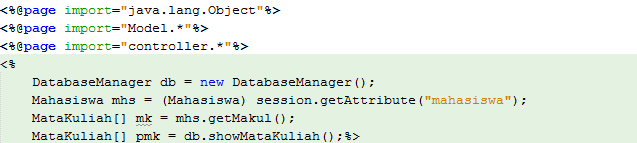 <%@page import="java.lang.Object"%>
<%@page import="Model.*"%>
<%@page import="controller.*"%>
<%
    DatabaseManager db = new DatabaseManager();
    Mahasiswa mhs = (Mahasiswa) session.getAttribute("mahasiswa");
    MataKuliah[] mk = mhs.getMakul();
    MataKuliah[] pmk = db.showMataKuliah();%>